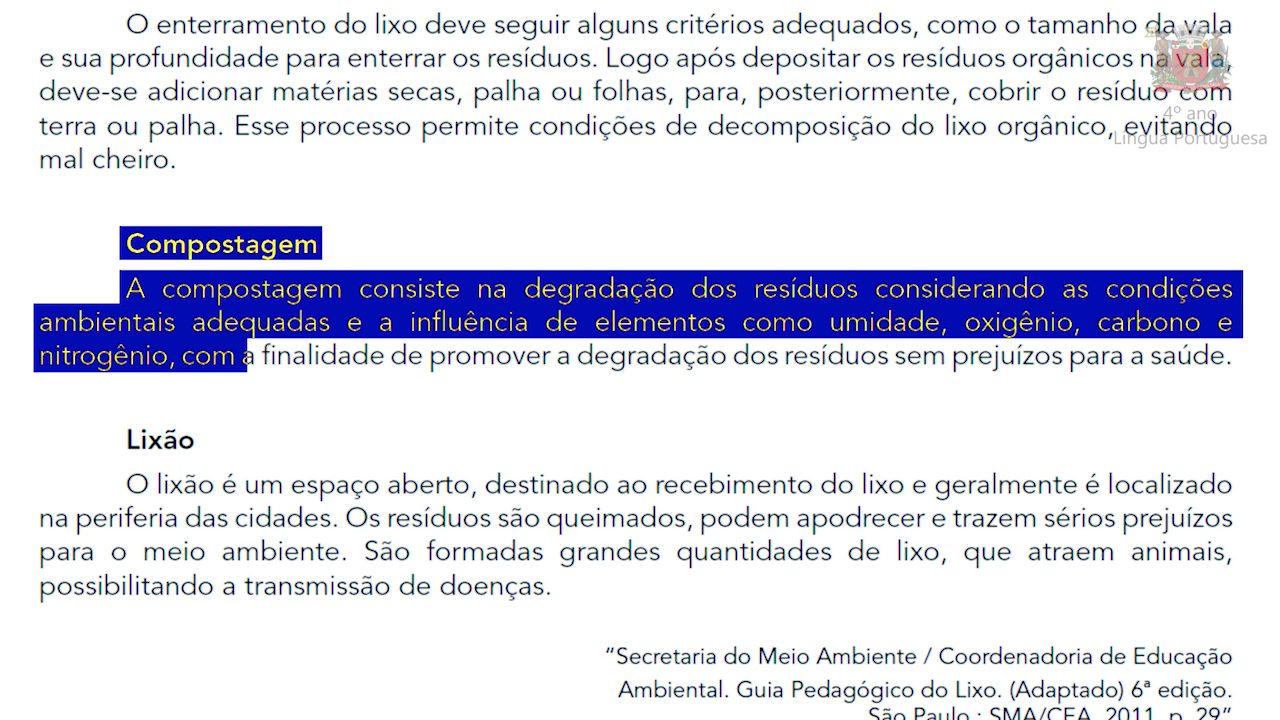 O enterramento do lixo deve seguir alguns critérios adequados, como o tamanho da vala
e sua profundidade para enterrar os resíduos. Logo após depositar os resíduos orgânicos na vala,
deve-se adicionar matérias secas, palha ou folhas, para, posteriormente, cobrir o resíduo com
terra ou palha. Esse processo permite condições de decomposição do lixo orgânico, evitando
mal cheiro.
4º ano
Língua Portuguesa
Compostagem
A compostagem consiste na degradação dos resíduos considerando as condições
ambientais adequadas e a influência de elementos como umidade, oxigênio, carbono e
nitrogênio, com a finalidade de promover a degradação dos resíduos sem prejuízos para a saúde.
Lixão
O lixão é um espaço aberto, destinado ao recebimento do lixo e geralmente é localizado
na periferia das cidades. Os resíduos são queimados, podem apodrecer e trazem sérios prejuízos
para o meio ambiente. São formadas grandes quantidades de lixo, que atraem animais,
possibilitando a transmissão de doenças.
“Secretaria do Meio Ambiente / Coordenadoria de Educação
Ambiental. Guia Pedagógico do Lixo. (Adaptado) 6ª edição.
São Paulo : SMA/CEA, 2011. p. 29”